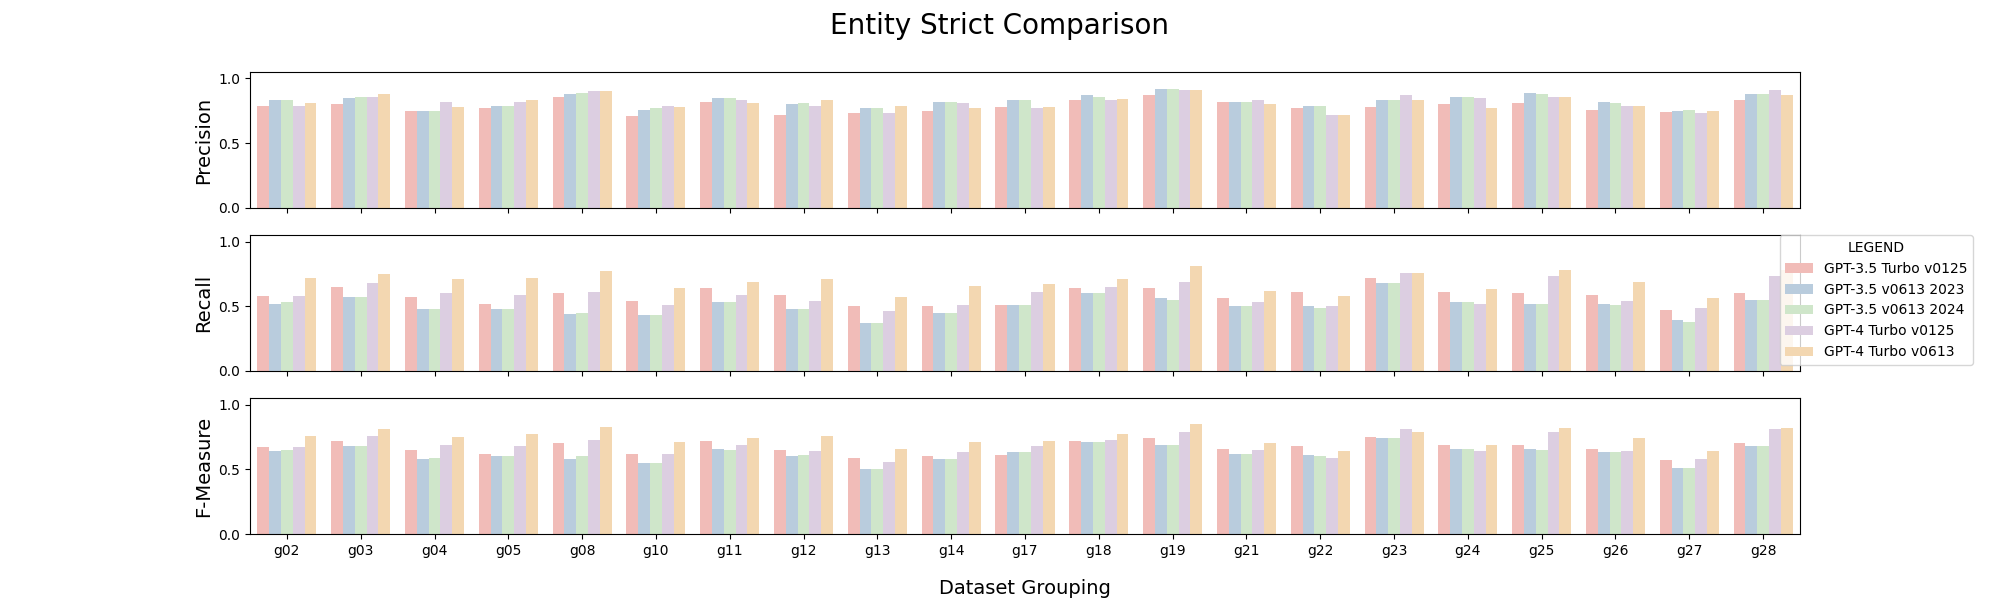 Entity Strict Comparison
Precision
1.0
0.5
0.0
Recall
1.0
0.5
0.0
LEGEND
GPT-3.5 Turbo v0125
GPT-3.5 v0613 2023
GPT-3.5 v0613 2024
GPT-4 Turbo v0125
GPT-4 Turbo v0613
F-Measure
1.0
0.5
0.0
g02 g03 g04 g05 g08 g10 g11 g12 g13 g14 g17 g18 g19 g21 g22 g23 g24 g25 g26 g27 g28
Dataset Grouping